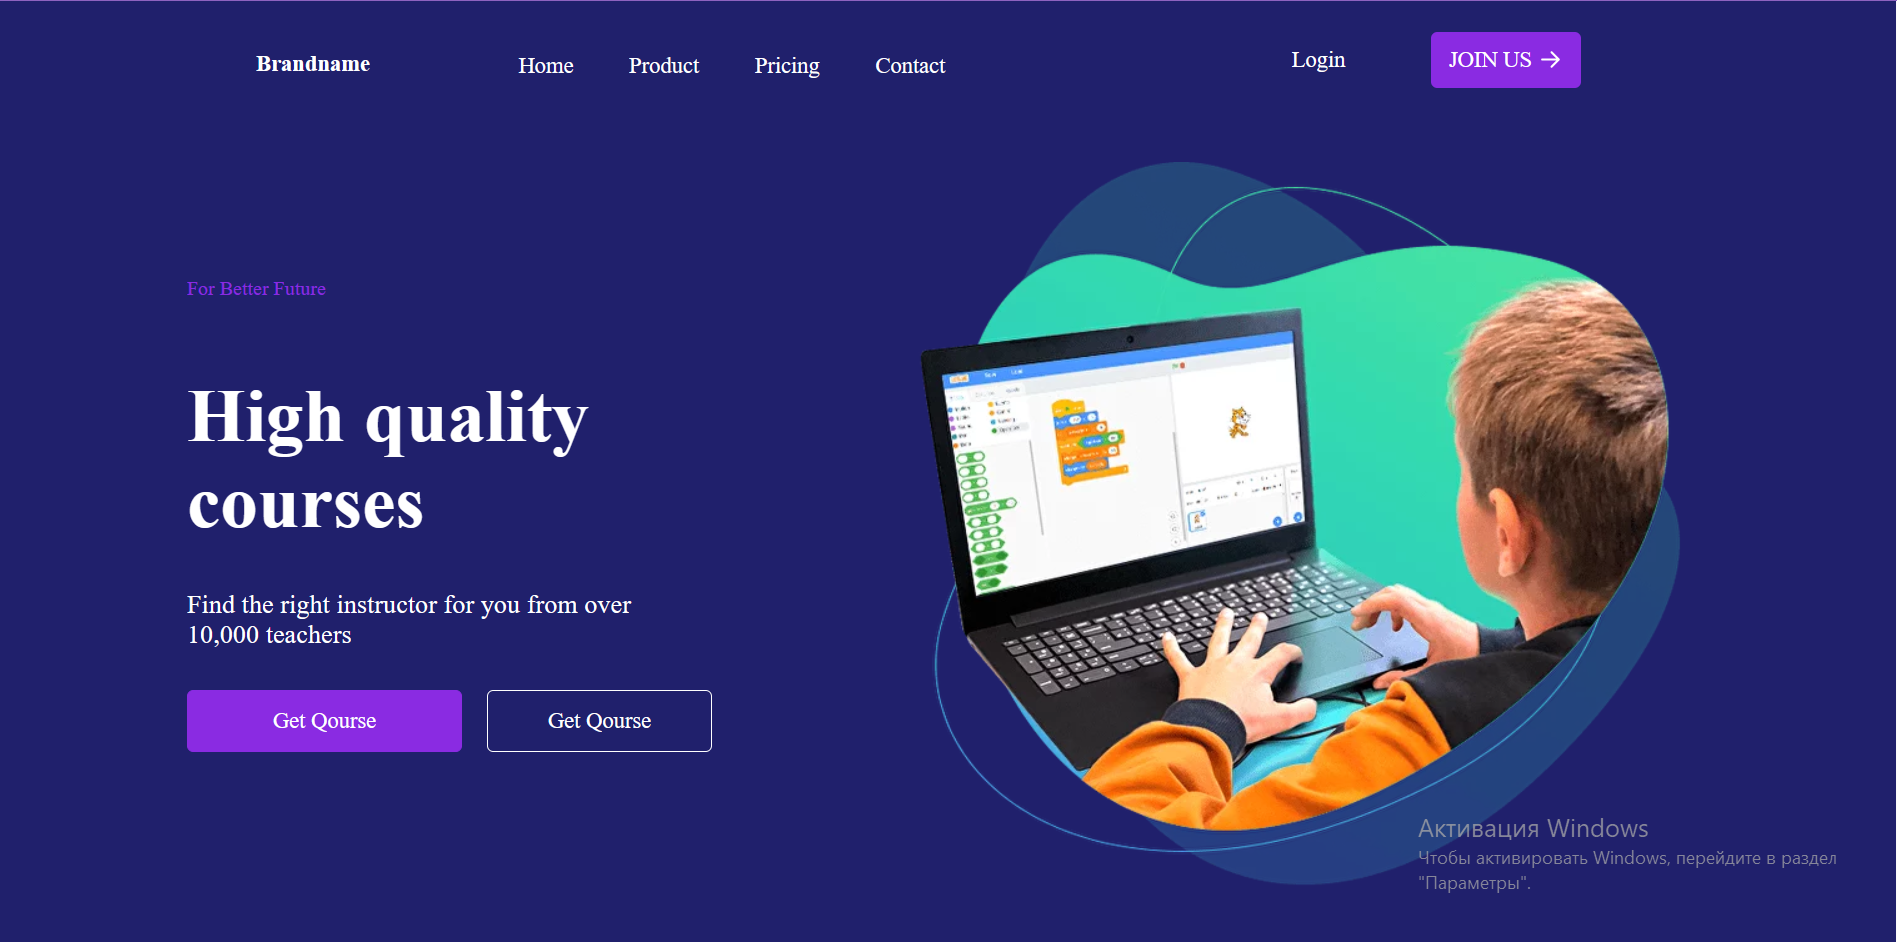 Brandname
Home
Product
Pricing
Contact
Login
JOIN US
For Better Future
High quality
courses
Find the right instructor for you from over
10,000 teachers
Get Qourse
Get Qourse
Активация Windows
Чтобы активировать Windows, перейдите в раздел
"Параметры".